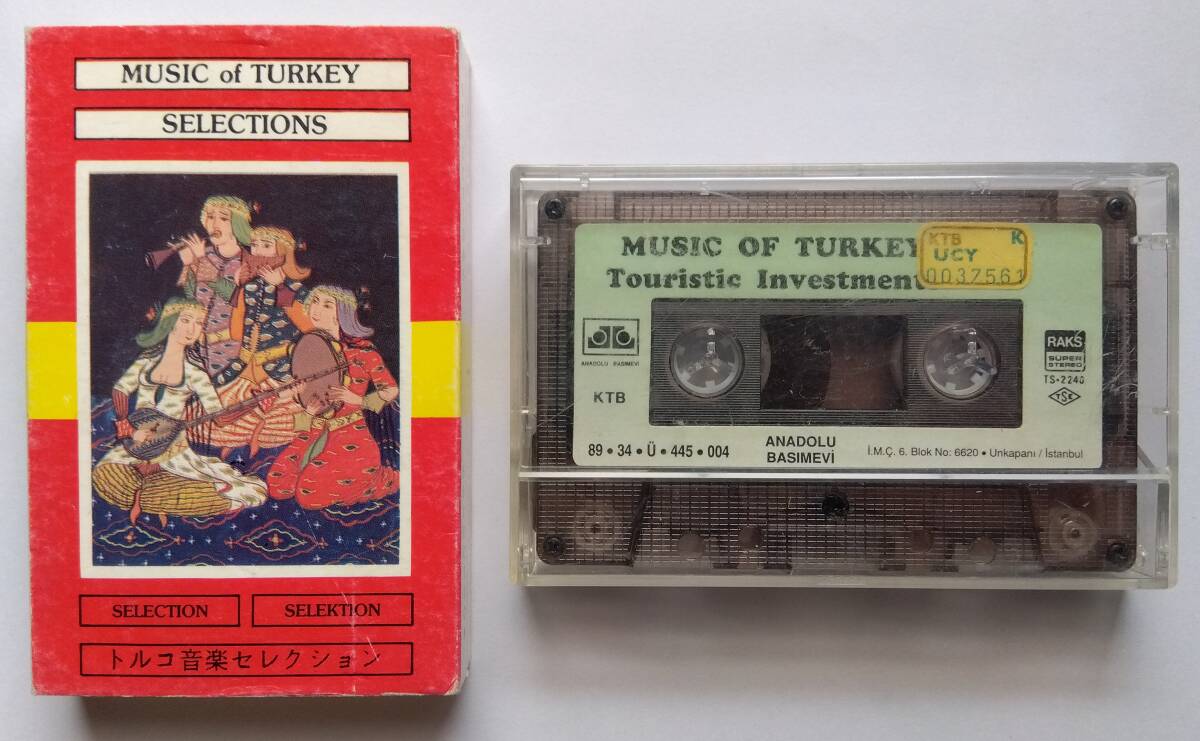 MUSIC of TURKEY
SELECTIONS
SELECTION
SELEKTION
トルコ音楽セレクション
MUSIC OF TURKEY
Touristic Investment
KTB K
UCY
0037561
ANADOLU BASIMEVİ
KTB
RAKS
SÜPER
STEREO
TS-2240
TSE
89 • 34 • Ü • 445 • 004
ANADOLU
BASIMEVİ
İ.M.Ç. 6. Blok No: 6620 • Unkapanı / İstanbul